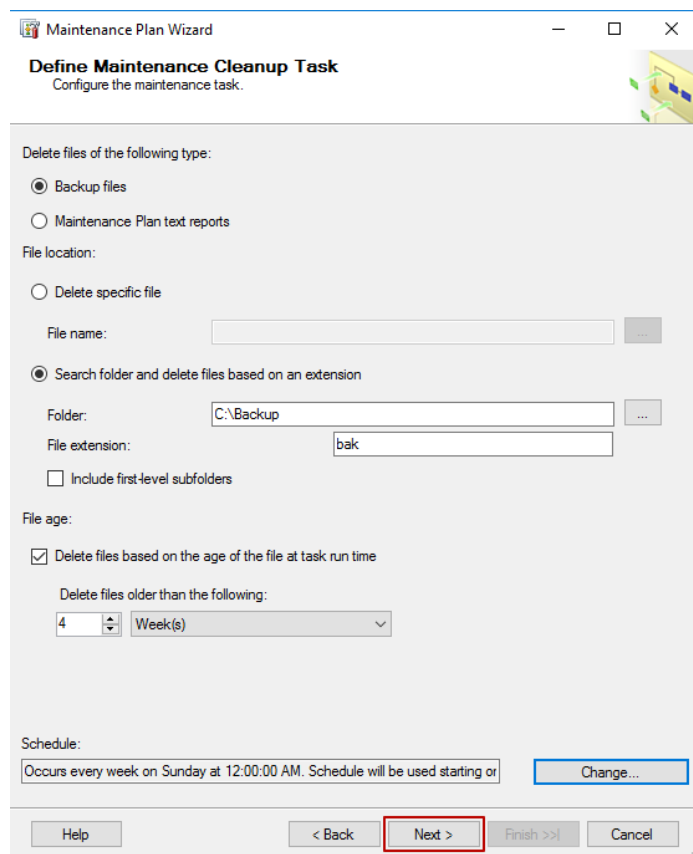 Maintenance Plan Wizard
Define Maintenance Cleanup Task
Configure the maintenance task.
Delete files of the following type:
Backup files
Maintenance Plan text reports
File location:
Delete specific file
File name:
...
Search folder and delete files based on an extension
Folder: C:\Backup ...
File extension: bak
Include first-level subfolders
File age:
Delete files based on the age of the file at task run time
Delete files older than the following:
4 Week(s)
Schedule:
Occurs every week on Sunday at 12:00:00 AM. Schedule will be used starting or Change...
Help < Back Next > Finish >>| Cancel